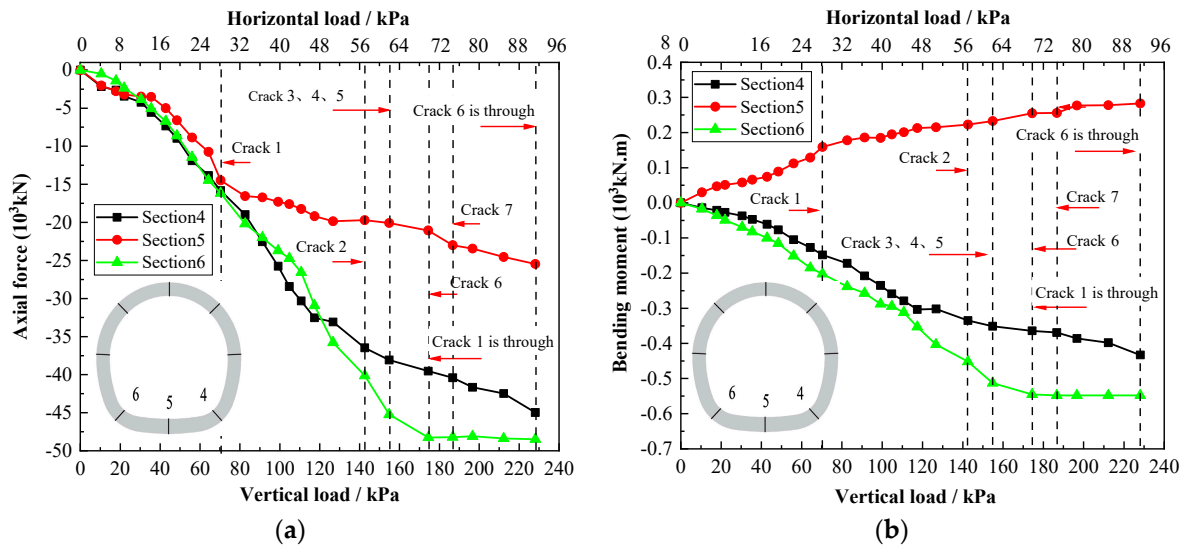 Horizontal load / kPa
0 8 16 24 32 40 48 56 64 72 80 88 96
Axial force (10³kN)
0
-5
-10
-15
-20
-25
-30
-35
-40
-45
-50
Crack 3、4、5
Crack 6 is through
Crack 1
Section4
Section5
Section6
Crack 7
Crack 2
Crack 6
Crack 1 is through
6 5 4
0 20 40 60 80 100 120 140 160 180 200 220 240
Vertical load / kPa
(a)
Horizontal load / kPa
8 0 8 16 24 32 40 48 56 64 72 80 88 96
Bending moment (10³kN.m)
0.4
0.3
0.2
0.1
0.0
-0.1
-0.2
-0.3
-0.4
-0.5
-0.6
-0.7
Section4
Section5
Section6
Crack 6 is through
Crack 2
Crack 1
Crack 7
Crack 3、4、5
Crack 6
Crack 1 is through
6 5 4
0 20 40 60 80 100 120 140 160 180 200 220 240
Vertical load / kPa
(b)